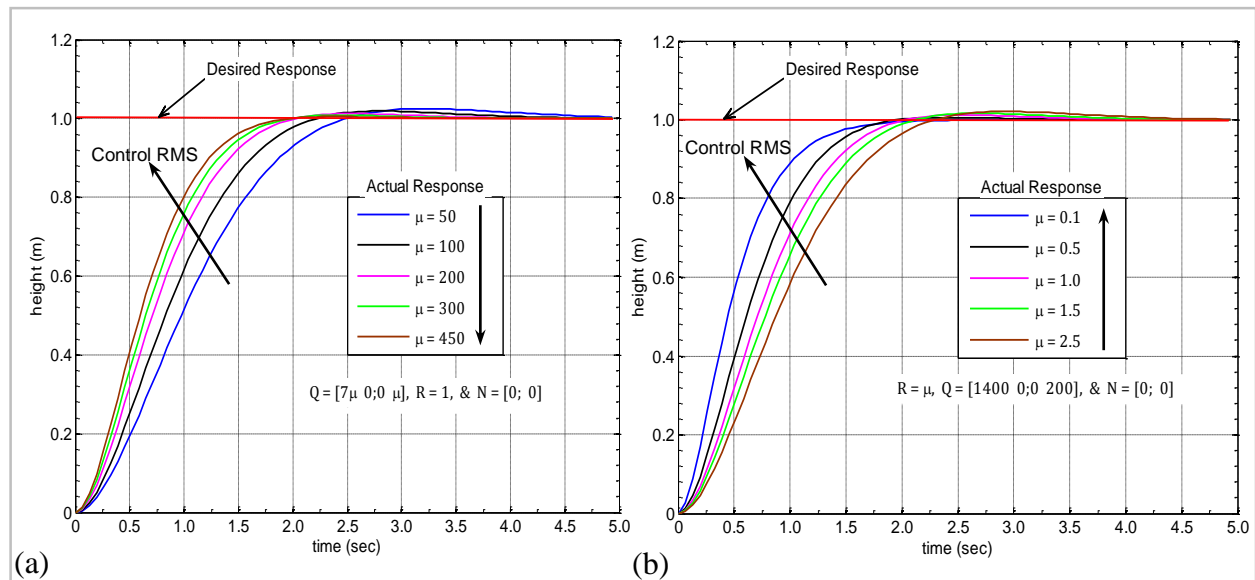 1.2
1.0
0.8
0.6
0.4
0.2
0
height (m)
Desired Response
Control RMS
Actual Response
μ = 50
μ = 100
μ = 200
μ = 300
μ = 450
Q = [7μ 0;0 μ], R = 1, & N = [0; 0]
0 0.5 1.0 1.5 2.0 2.5 3.0 3.5 4.0 4.5 5.0
time (sec)
(a)
1.2
1.0
0.8
0.6
0.4
0.2
0
height (m)
Desired Response
Control RMS
Actual Response
μ = 0.1
μ = 0.5
μ = 1.0
μ = 1.5
μ = 2.5
R = μ, Q = [1400 0;0 200], & N = [0; 0]
0 0.5 1.0 1.5 2.0 2.5 3.0 3.5 4.0 4.5 5.0
time (sec)
(b)